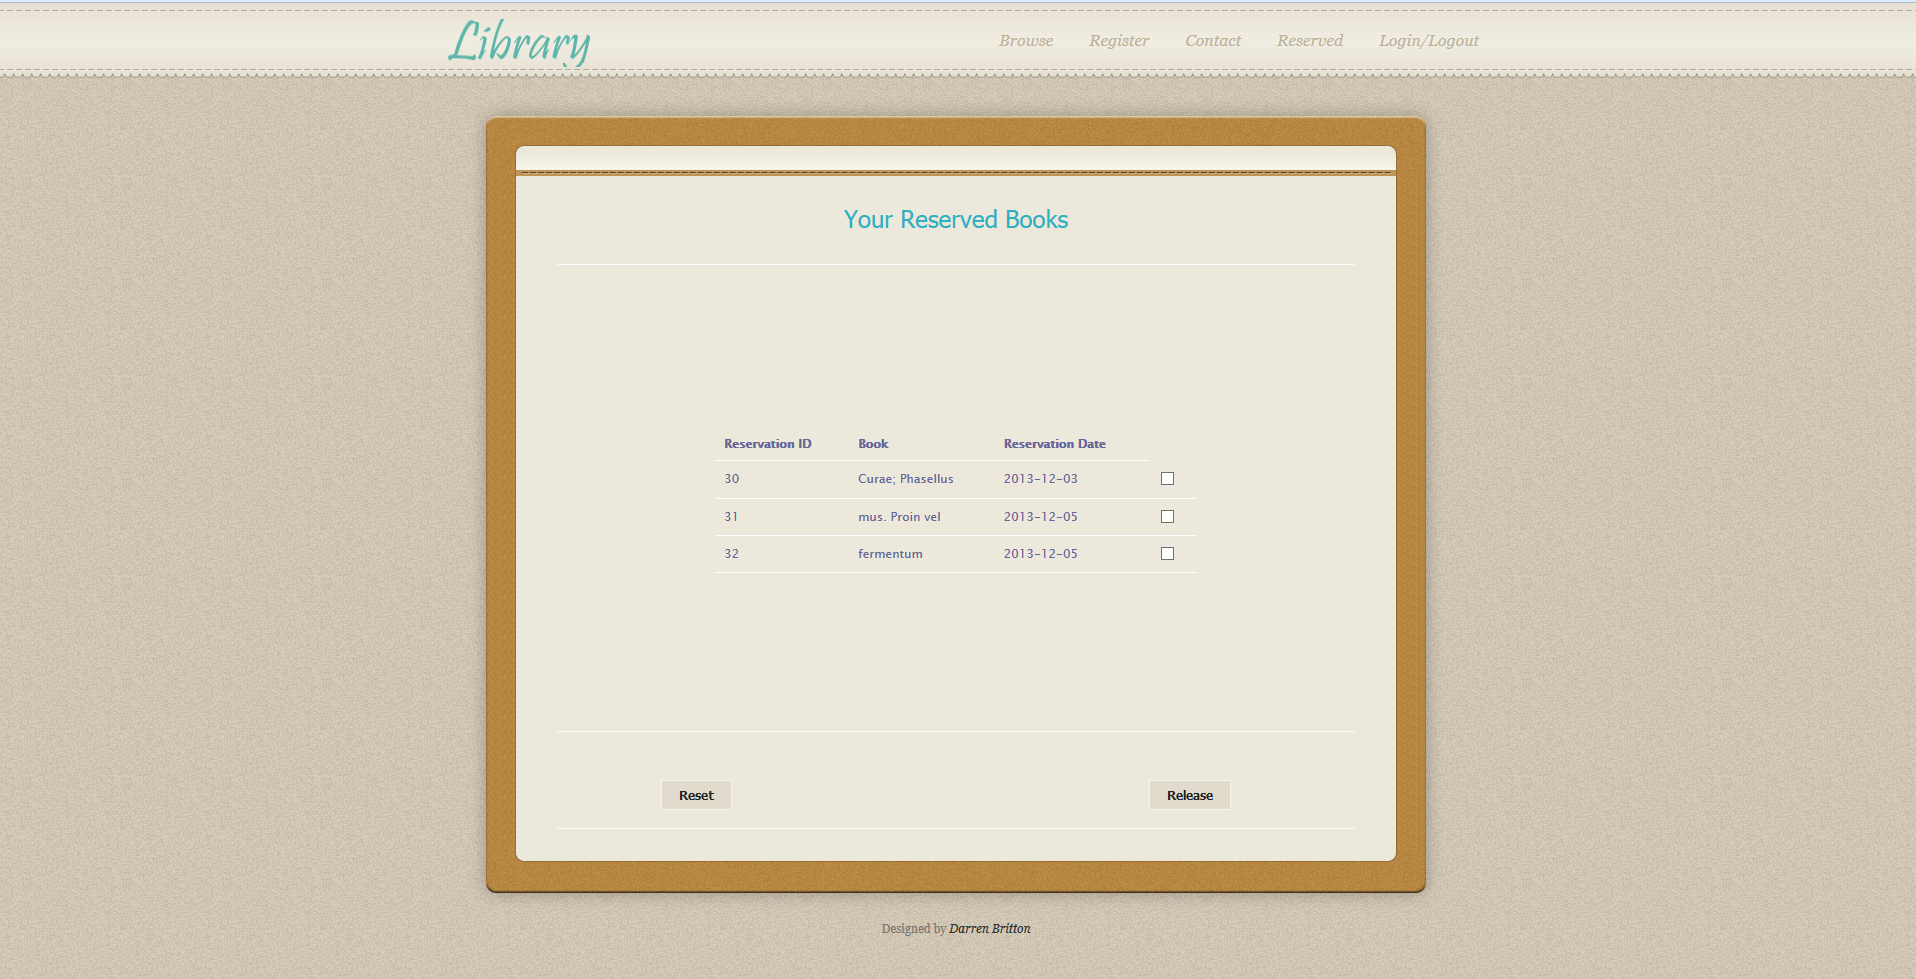 Library
Browse Register Contact Reserved Login/Logout
Your Reserved Books
Reservation ID Book Reservation Date
30 Curae; Phasellus 2013-12-03
31 mus. Proin vel 2013-12-05
32 fermentum 2013-12-05
Reset Release
Designed by Darren Britton